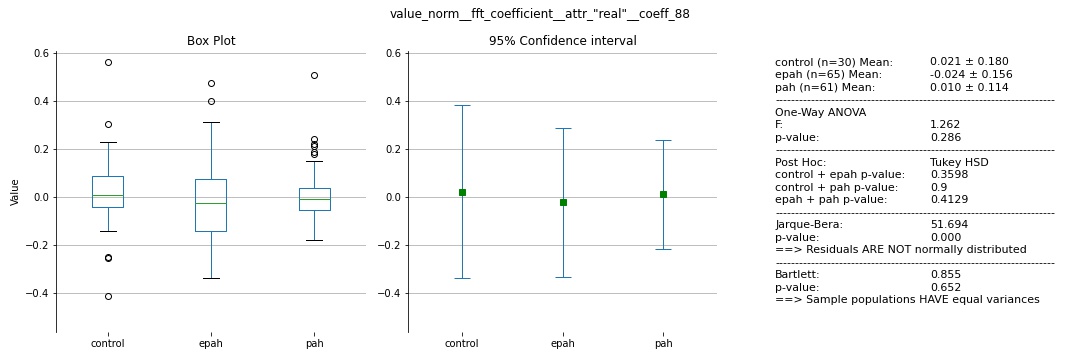 value_norm__fft_coefficient__attr_"real"__coeff_88
Box Plot
Value
0.6
0.4
0.2
0.0
−0.2
−0.4
control epah pah
95% Confidence interval
0.6
0.4
0.2
0.0
−0.2
−0.4
control epah pah
control (n=30) Mean: 0.021 ± 0.180
epah (n=65) Mean: -0.024 ± 0.156
pah (n=61) Mean: 0.010 ± 0.114
One-Way ANOVA
F: 1.262
p-value: 0.286
Post Hoc: Tukey HSD
control + epah p-value: 0.3598
control + pah p-value: 0.9
epah + pah p-value: 0.4129
Jarque-Bera: 51.694
p-value: 0.000
==> Residuals ARE NOT normally distributed
Bartlett: 0.855
p-value: 0.652
==> Sample populations HAVE equal variances